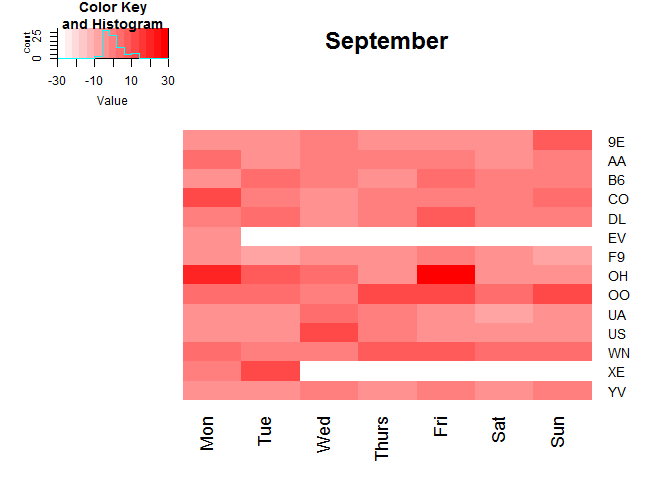 Color Key
and Histogram
count
0 25
-30 -10 10 30
Value
September
9E
AA
B6
CO
DL
EV
F9
OH
OO
UA
US
WN
XE
YV
Mon Tue Wed Thurs Fri Sat Sun